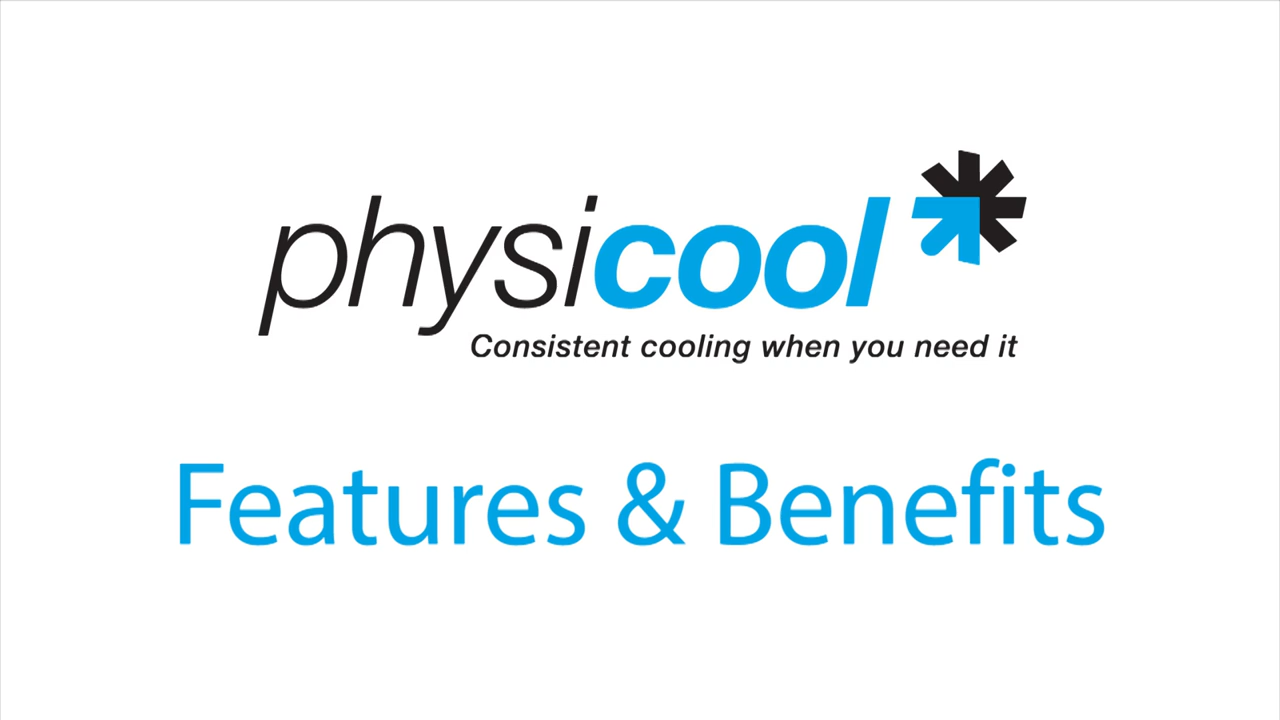 physicool
Consistent cooling when you need it
Features & Benefits